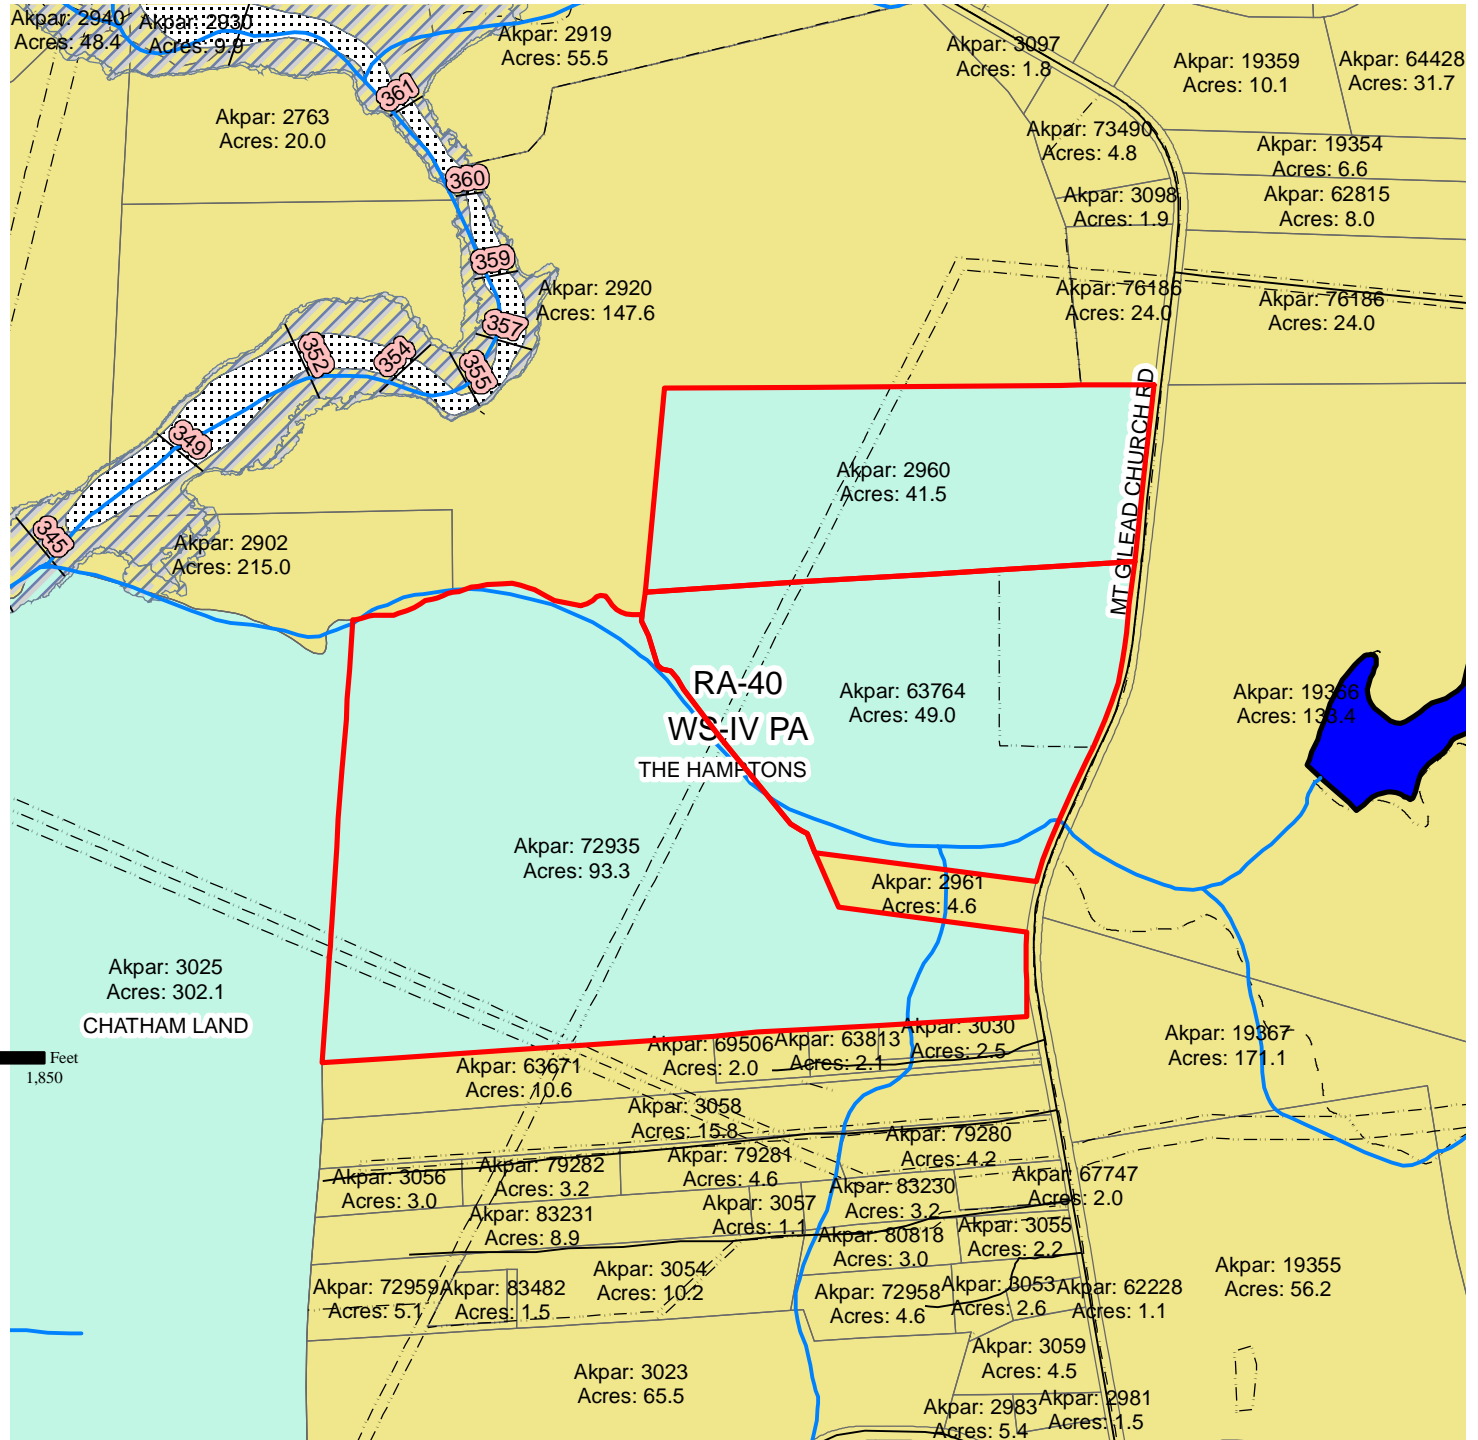 Akpar: 2940
Acres: 48.4
Akpar: 2930
Acres: 9.9
Akpar: 2919
Acres: 55.5
Akpar: 3097
Acres: 1.8
Akpar: 19359
Acres: 10.1
Akpar: 64428
Acres: 31.7
361
Akpar: 2763
Acres: 20.0
Akpar: 73490
Acres: 4.8
Akpar: 19354
Acres: 6.6
360
Akpar: 3098
Acres: 1.9
Akpar: 62815
Acres: 8.0
359
Akpar: 2920
Acres: 147.6
Akpar: 76186
Acres: 24.0
Akpar: 76186
Acres: 24.0
357
352
354
355
349
345
MT GILEAD CHURCH RD
Akpar: 2960
Acres: 41.5
Akpar: 2902
Acres: 215.0
RA-40
WS-IV PA
THE HAMPTONS
Akpar: 63764
Acres: 49.0
Akpar: 19366
Acres: 133.4
Akpar: 72935
Acres: 93.3
Akpar: 2961
Acres: 4.6
Akpar: 3025
Acres: 302.1
CHATHAM LAND
Feet
1,850
Akpar: 69506
Acres: 2.0
Akpar: 63813
Acres: 2.1
Akpar: 3030
Acres: 2.5
Akpar: 19367
Acres: 171.1
Akpar: 63671
Acres: 10.6
Akpar: 3058
Acres: 15.8
Akpar: 79280
Acres: 4.2
Akpar: 3056
Acres: 3.0
Akpar: 79282
Acres: 3.2
Akpar: 79281
Acres: 4.6
Akpar: 67747
Acres: 2.0
Akpar: 83230
Acres: 3.2
Akpar: 83231
Acres: 8.9
Akpar: 3057
Acres: 1.1
Akpar: 80818
Acres: 3.0
Akpar: 3055
Acres: 2.2
Akpar: 72959
Acres: 5.1
Akpar: 83482
Acres: 1.5
Akpar: 3054
Acres: 10.2
Akpar: 72958
Acres: 4.6
Akpar: 3053
Acres: 2.6
Akpar: 62228
Acres: 1.1
Akpar: 19355
Acres: 56.2
Akpar: 3059
Acres: 4.5
Akpar: 3023
Acres: 65.5
Akpar: 2983
Acres: 5.4
Akpar: 2981
Acres: 1.5